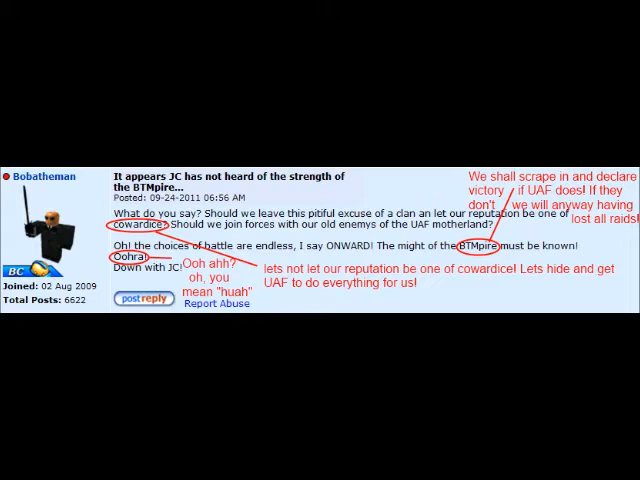 Bobatheman
It appears JC has not heard of the strength of
the BTMpire...
Posted: 09-24-2011 06:56 AM
What do you say? Should we leave this pitiful excuse of a clan an let our reputation be one of
cowardice? Should we join forces with our old enemys of the UAF motherland?
Oh! the choices of battle are endless, I say ONWARD! The might of the BTMpire must be known!
Oohra!
Down with JC!
BC
Joined: 02 Aug 2009
Total Posts: 6622
post reply
Report Abuse
We shall scrape in and declare
victory if UAF does! If they
don't we will anyway having
lost all raids!
Ooh ahh?
oh, you
mean "huah"
lets not let our reputation be one of cowardice! Lets hide and get
UAF to do everything for us!